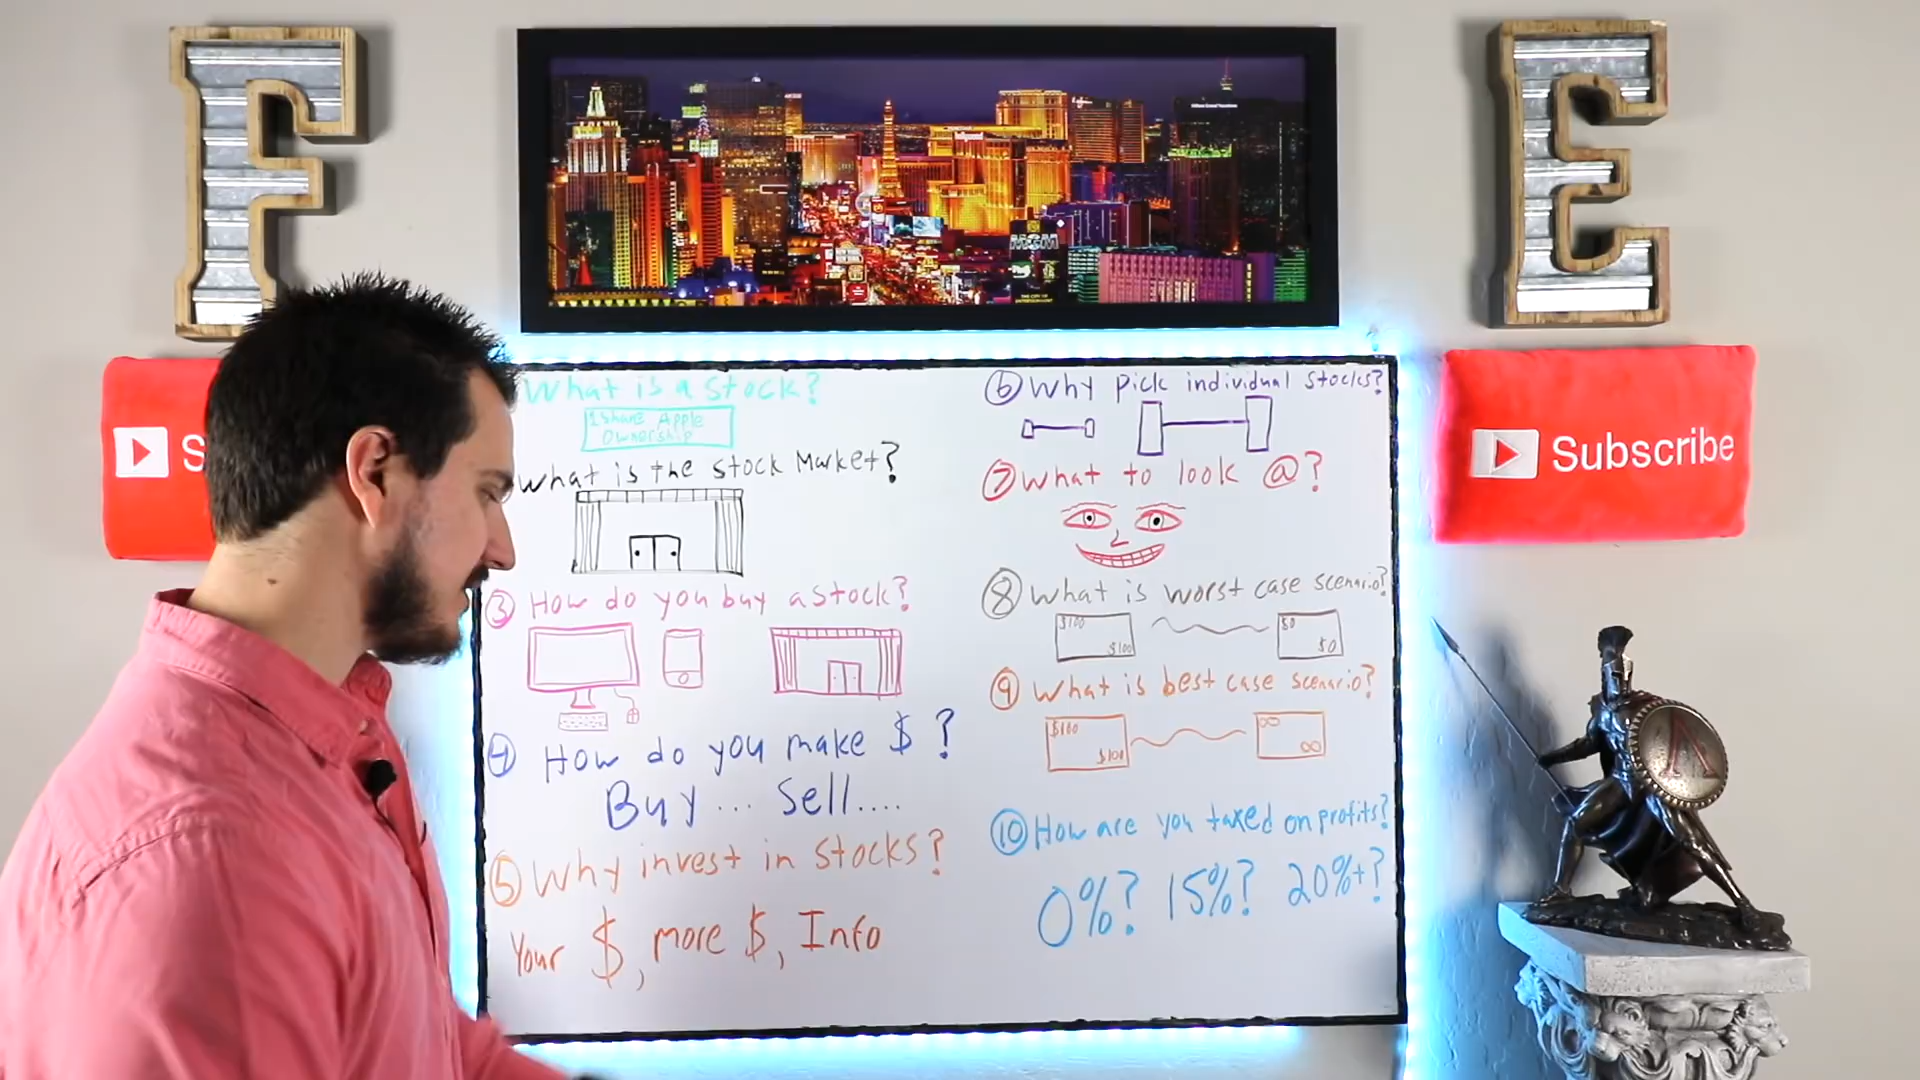 F
E
MGM
S
Subscribe
What is a stock?
1 Share Apple
Ownership
What is the stock Market?
③ How do you buy a stock?
④ How do you make $ ?
Buy... Sell....
⑤ Why invest in stocks?
Your $, more $, Info
⑥ Why pick individual stocks?
⑦ What to look @?
⑧ What is worst case scenario?
$100
$100
$0
$0
⑨ What is best case scenario?
$100
$100
∞
∞
⑩ How are you taxed on profits?
0%? 15%? 20%+?